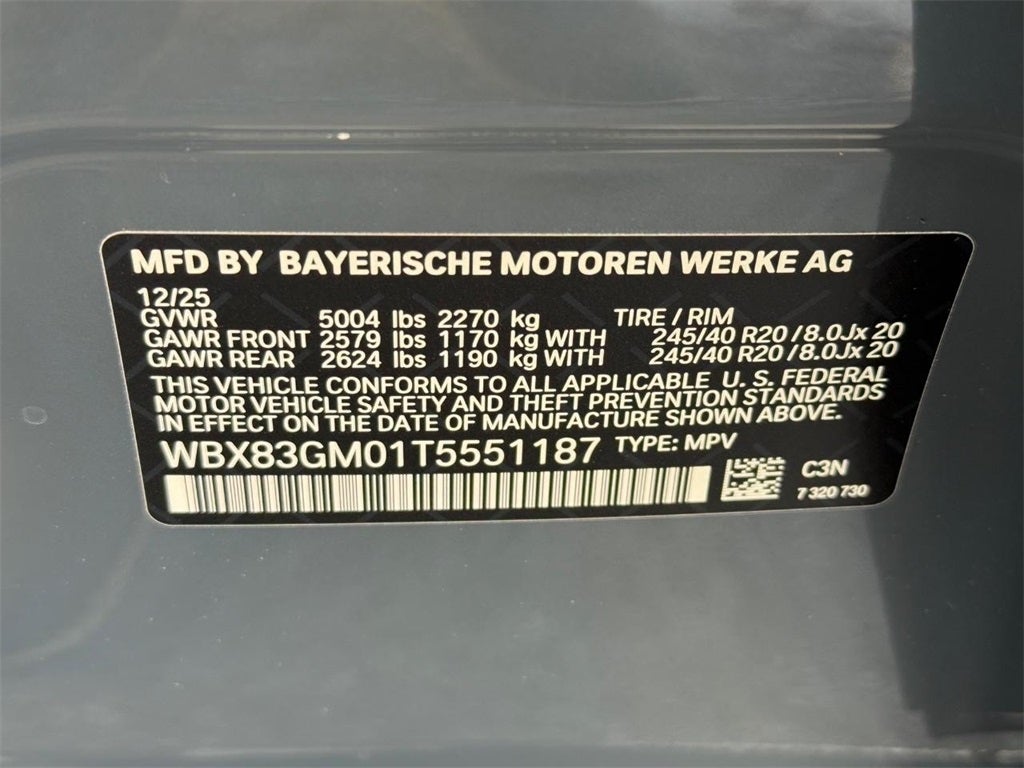 MFD BY BAYERISCHE MOTOREN WERKE AG
12/25
GVWR 5004 lbs 2270 kg TIRE / RIM
GAWR FRONT 2579 lbs 1170 kg WITH 245/40 R20 / 8.0Jx 20
GAWR REAR 2624 lbs 1190 kg WITH 245/40 R20 / 8.0Jx 20
THIS VEHICLE CONFORMS TO ALL APPLICABLE U. S. FEDERAL
MOTOR VEHICLE SAFETY AND THEFT PREVENTION STANDARDS
IN EFFECT ON THE DATE OF MANUFACTURE SHOWN ABOVE.
WBX83GM01T5551187 TYPE: MPV
C3N
7 320 730